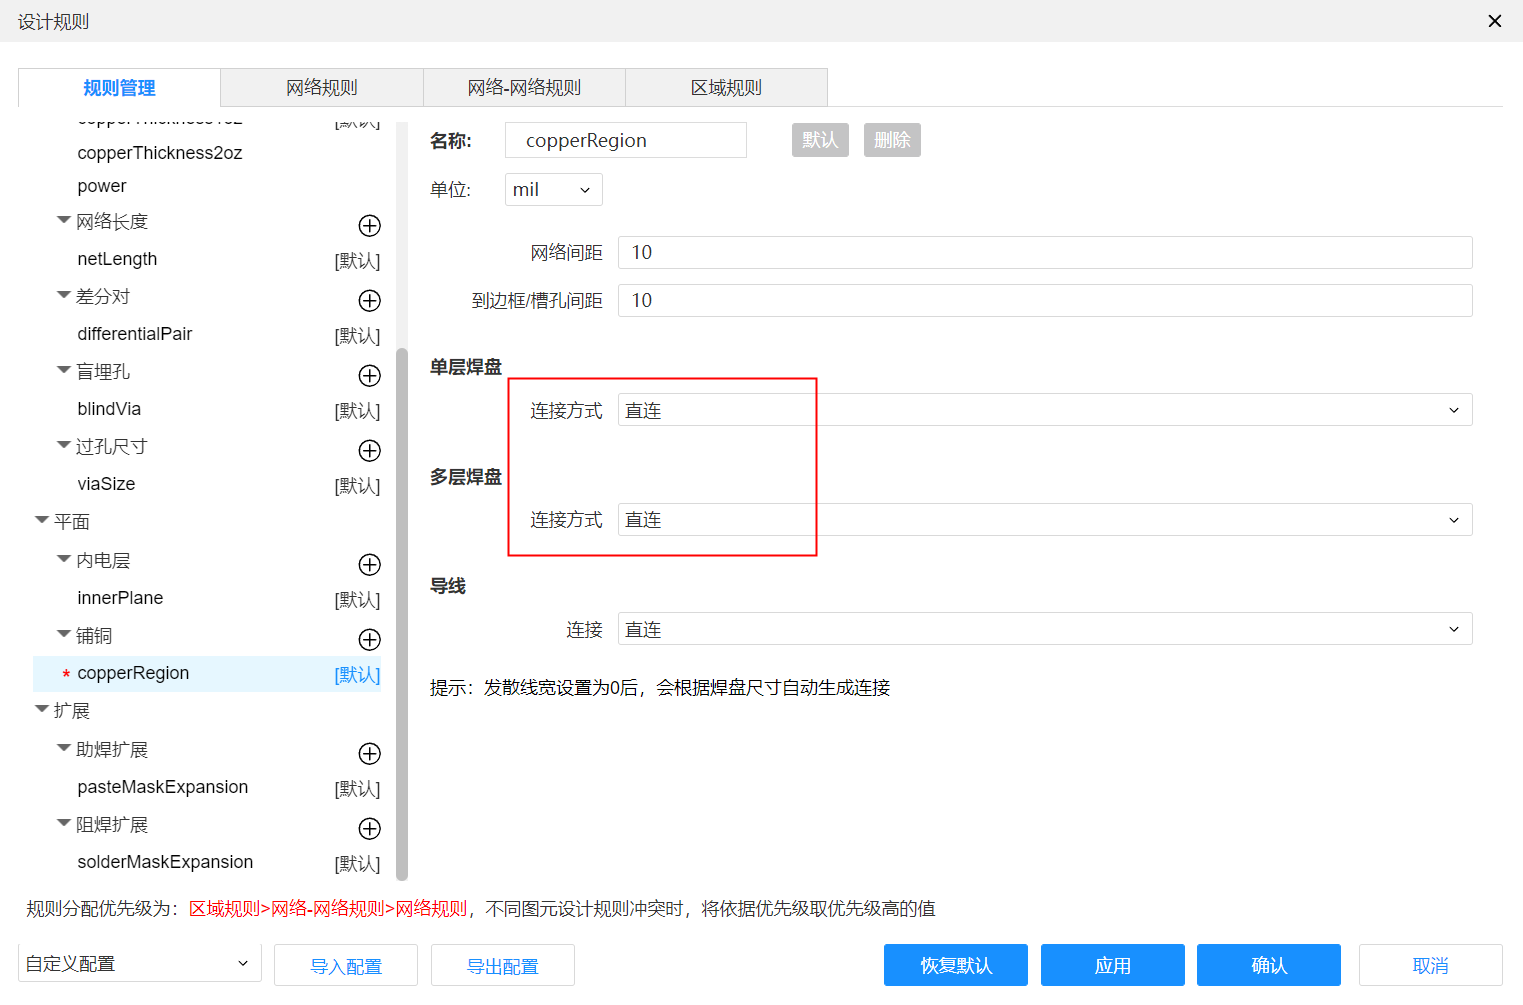 设计规则
规则管理
网络规则
网络-网络规则
区域规则
copperThickness1oz [默认]
copperThickness2oz
power
网络长度
netLength [默认]
差分对
differentialPair [默认]
盲埋孔
blindVia [默认]
过孔尺寸
viaSize [默认]
平面
内电层
innerPlane [默认]
铺铜
* copperRegion [默认]
扩展
助焊扩展
pasteMaskExpansion [默认]
阻焊扩展
solderMaskExpansion [默认]
名称: copperRegion 默认 删除
单位: mil
网络间距 10
到边框/槽孔间距 10
单层焊盘
连接方式 直连
多层焊盘
连接方式 直连
导线
连接 直连
提示：发散线宽设置为0后，会根据焊盘尺寸自动生成连接
规则分配优先级为：区域规则>网络-网络规则>网络规则，不同图元设计规则冲突时，将依据优先级取优先级高的值
自定义配置 导入配置 导出配置 恢复默认 应用 确认 取消